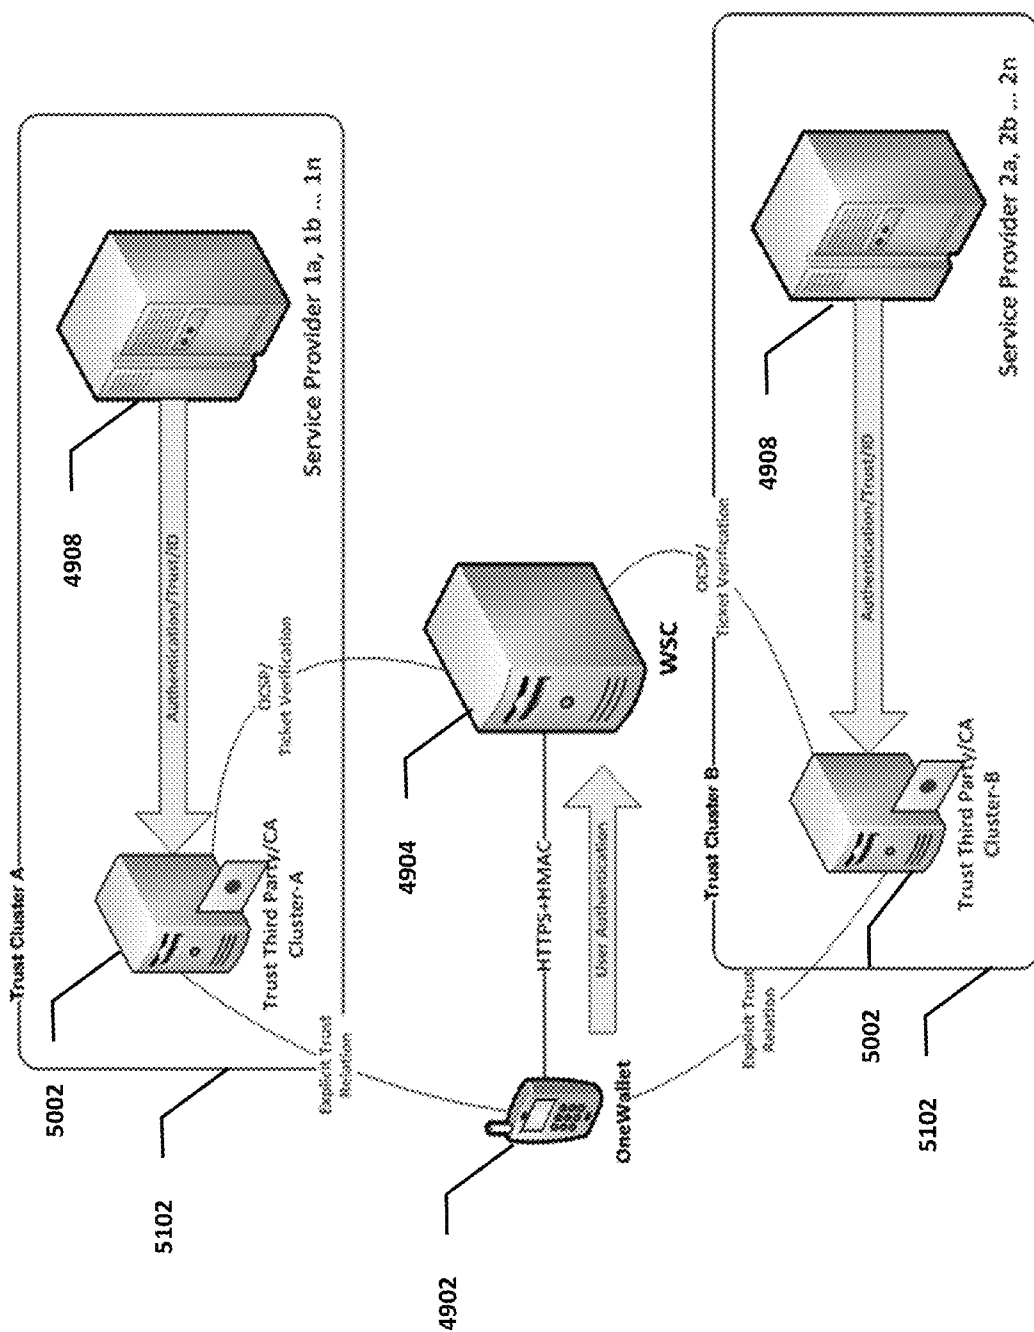 Trust Cluster A
5002
4908
5102
Authentication/Trust/ID
OCSP/
Ticket Verification
Trust Third Party/CA
Cluster-A
Service Provider 1a, 1b ... 1n
Explicit Trust
Relation
4904
4902
HTTPS+HMAC
User Authentication
OneWallet
WSC
OCSP/
Ticket Verification
Trust Cluster B
Explicit Trust
Relation
4908
Authentication/Trust/ID
5002
5102
Trust Third Party/CA
Cluster-B
Service Provider 2a, 2b ... 2n